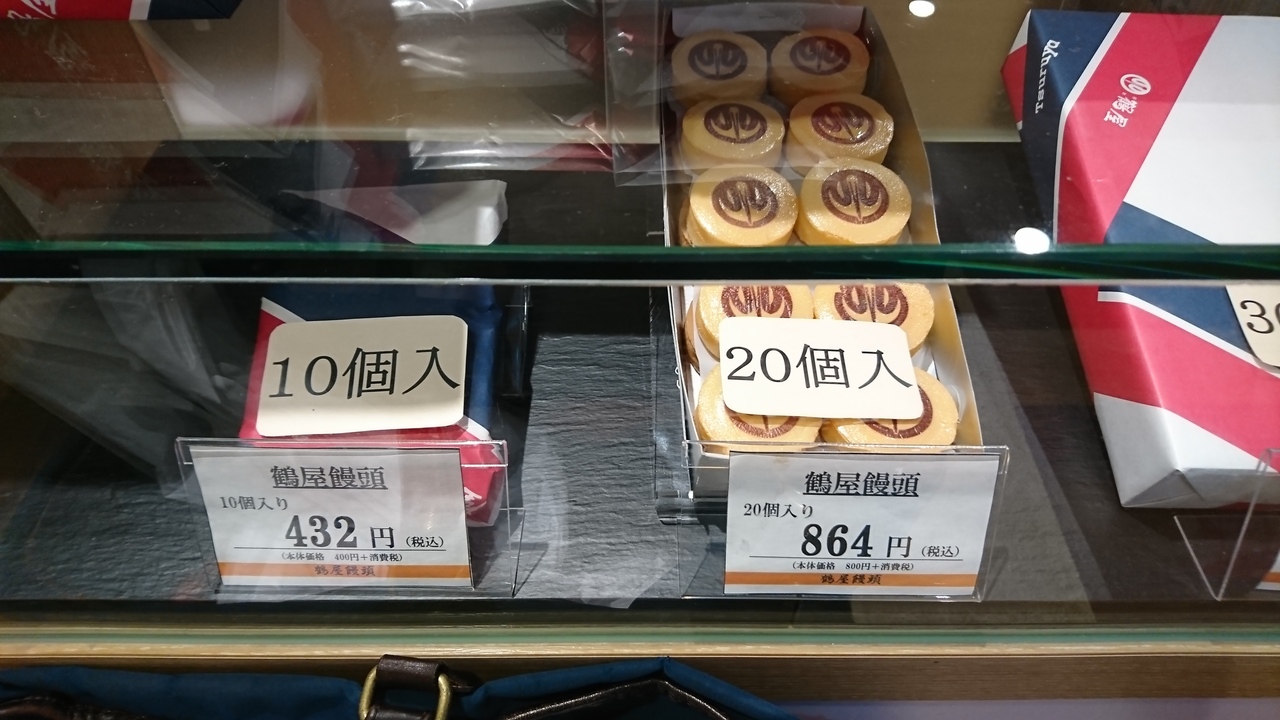 Tsuruya
鶴屋
10個入
20個入
鶴屋饅頭
10個入り
432円(税込)
(本体価格 400円+消費税)
鶴屋饅頭
鶴屋饅頭
20個入り
864円(税込)
(本体価格 800円+消費税)
鶴屋饅頭